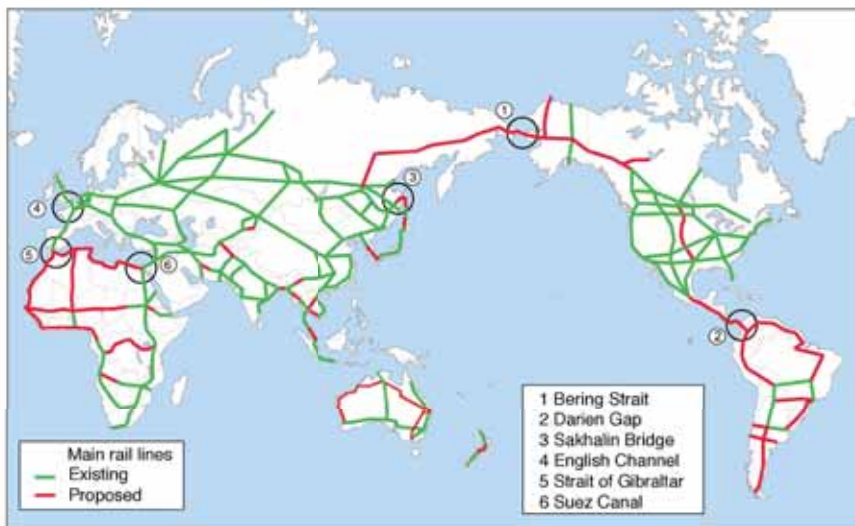 1
3
4
5
6
2
1 Bering Strait
2 Darien Gap
3 Sakhalin Bridge
4 English Channel
5 Strait of Gibraltar
6 Suez Canal
Main rail lines
Existing
Proposed